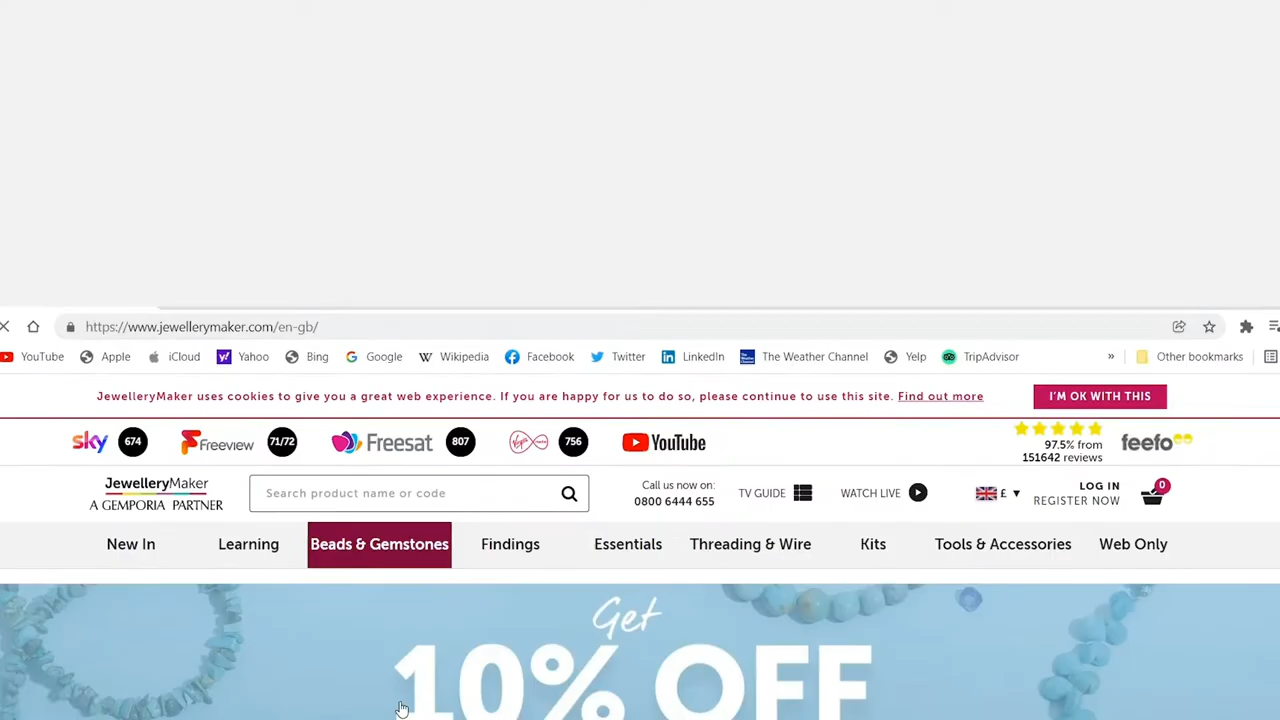 https://www.jewellerymaker.com/en-gb/
YouTube Apple iCloud Yahoo Bing Google Wikipedia Facebook Twitter LinkedIn The Weather Channel Yelp TripAdvisor » Other bookmarks
JewelleryMaker uses cookies to give you a great web experience. If you are happy for us to do so, please continue to use this site. Find out more I'M OK WITH THIS
sky 674 Freeview 71/72 Freesat 807 Virgin media 756 YouTube 97.5% from feefo
151642 reviews
JewelleryMaker
A GEMPORIA PARTNER
Search product name or code
Call us now on:
0800 6444 655
TV GUIDE WATCH LIVE £ ▼
LOG IN
REGISTER NOW
0
New In Learning Beads & Gemstones Findings Essentials Threading & Wire Kits Tools & Accessories Web Only
Get
10% OFF